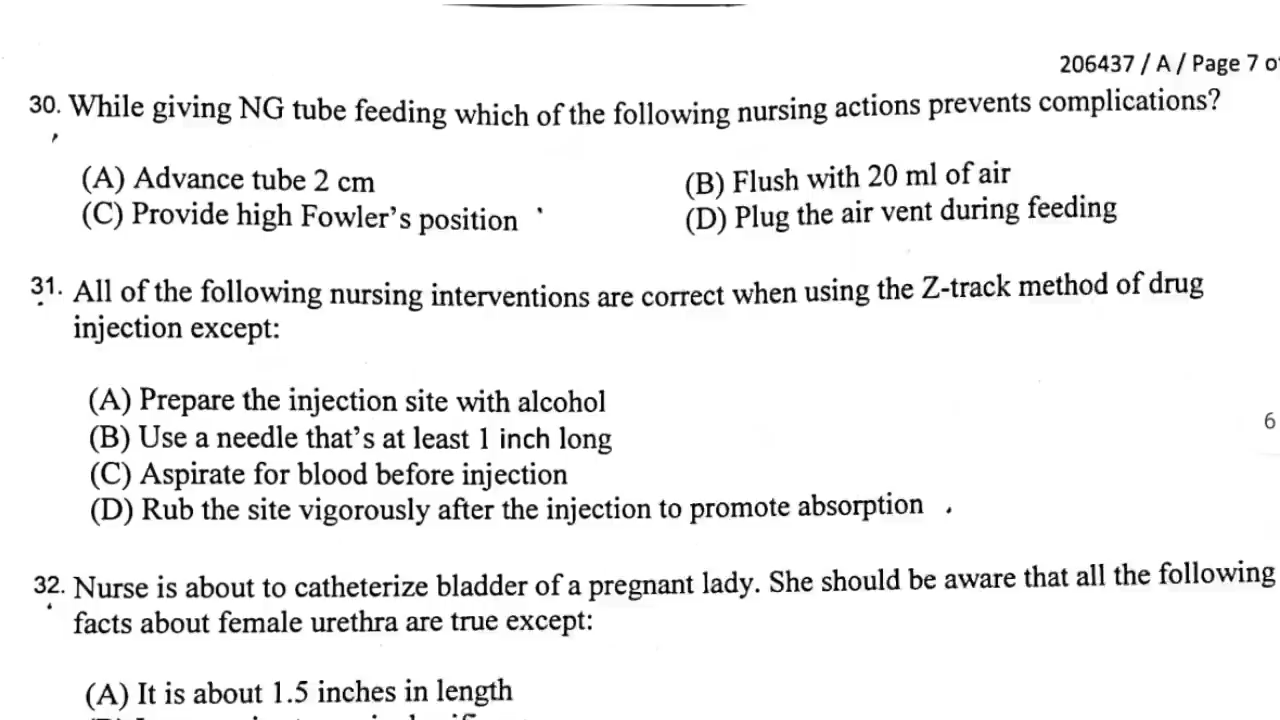 206437 / A / Page 7
30. While giving NG tube feeding which of the following nursing actions prevents complications?
(A) Advance tube 2 cm
(B) Flush with 20 ml of air
(C) Provide high Fowler's position
(D) Plug the air vent during feeding
31. All of the following nursing interventions are correct when using the Z-track method of drug
injection except:
(A) Prepare the injection site with alcohol
6
(B) Use a needle that's at least 1 inch long
(C) Aspirate for blood before injection
(D) Rub the site vigorously after the injection to promote absorption
32. Nurse is about to catheterize bladder of a pregnant lady. She should be aware that all the following
facts about female urethra are true except:
(A) It is about 1.5 inches in length